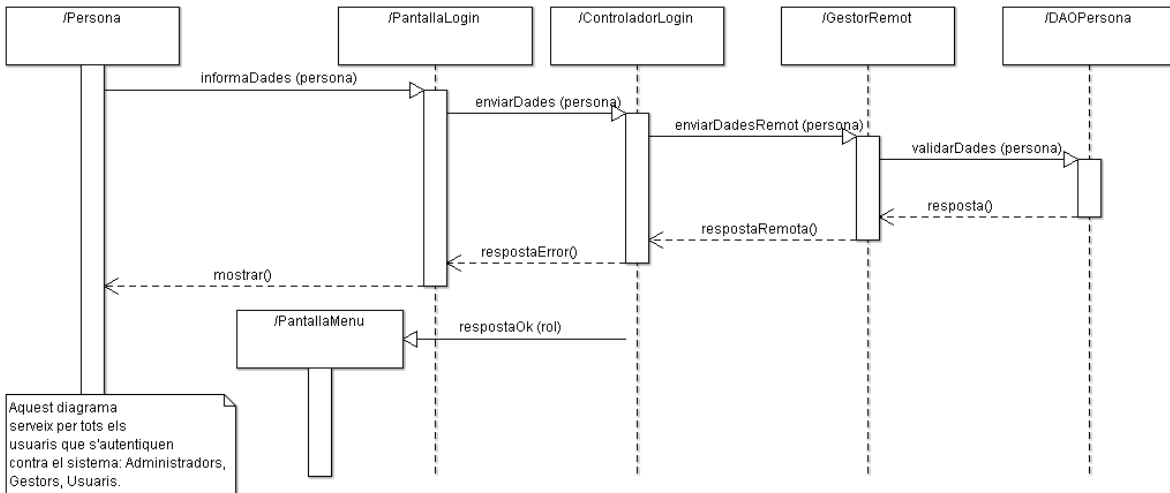 /Persona
/PantallaLogin
/ControladorLogin
/GestorRemot
/DAOPersona
informaDades (persona)
enviarDades (persona)
enviarDadesRemot (persona)
validarDades (persona)
resposta()
respostaRemota()
respostaError()
mostrar()
/PantallaMenu
respostaOk (rol)
Aquest diagrama
serveix per tots els
usuaris que s'autentiquen
contra el sistema: Administradors,
Gestors, Usuaris.